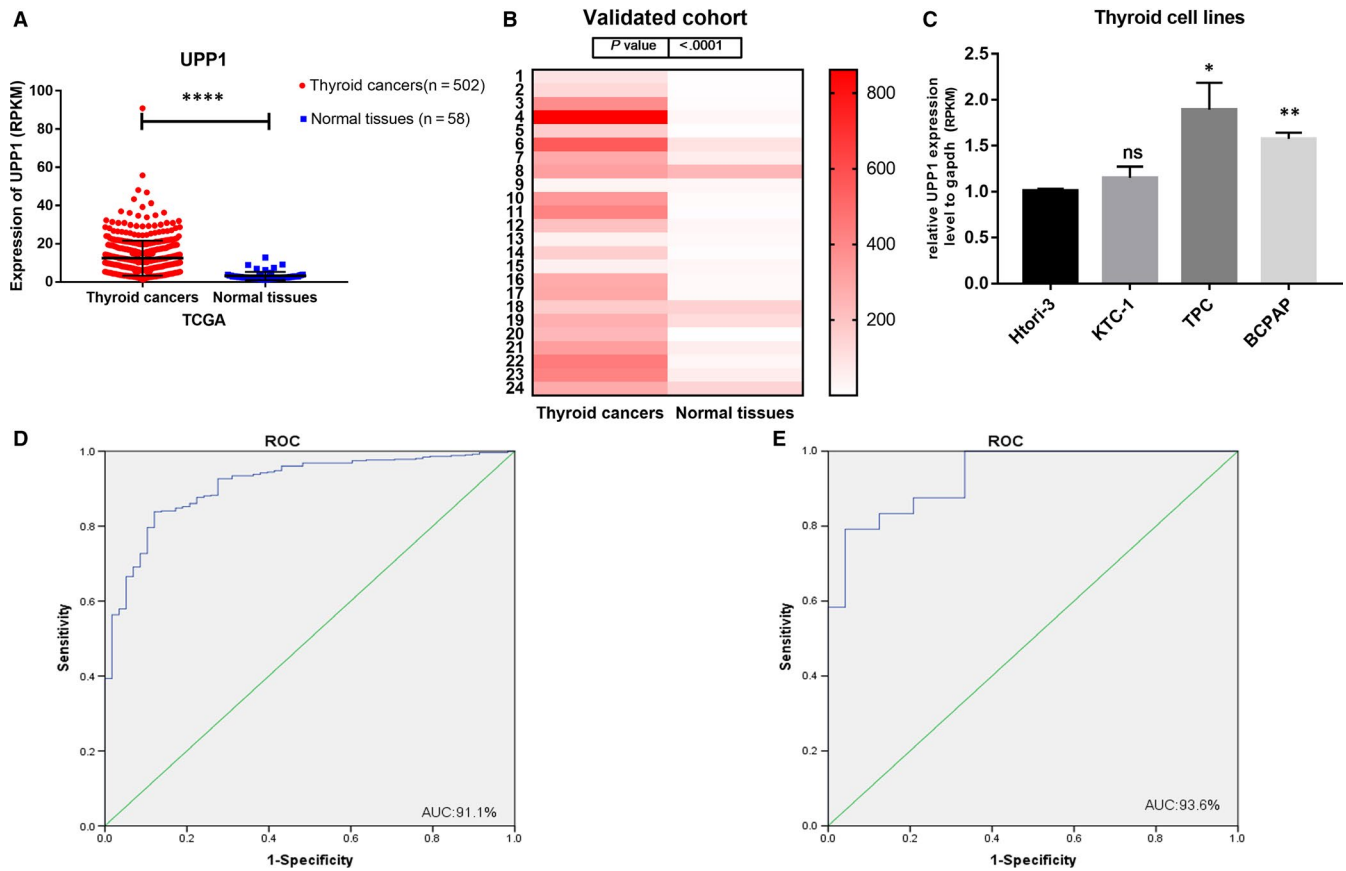 A
UPP1
Expression of UPP1 (RPKM)
100
80
60
40
20
0
****
Thyroid cancers(n = 502)
Normal tissues (n = 58)
Thyroid cancers Normal tissues
TCGA
B
Validated cohort
P value <.0001
1
2
3
4
5
6
7
8
9
10
11
12
13
14
15
16
17
18
19
20
21
22
23
24
Thyroid cancers Normal tissues
800
600
400
200
C
Thyroid cell lines
relative UPP1 expression
level to gapdh (RPKM)
2.5
2.0
1.5
1.0
0.5
0.0
ns
*
**
Htori-3
KTC-1
TPC
BCPAP
D
ROC
Sensitivity
1.0
0.8
0.6
0.4
0.2
0.0
AUC:91.1%
0.0 0.2 0.4 0.6 0.8 1.0
1-Specificity
E
ROC
Sensitivity
1.0
0.8
0.6
0.4
0.2
0.0
AUC:93.6%
0.0 0.2 0.4 0.6 0.8 1.0
1-Specificity